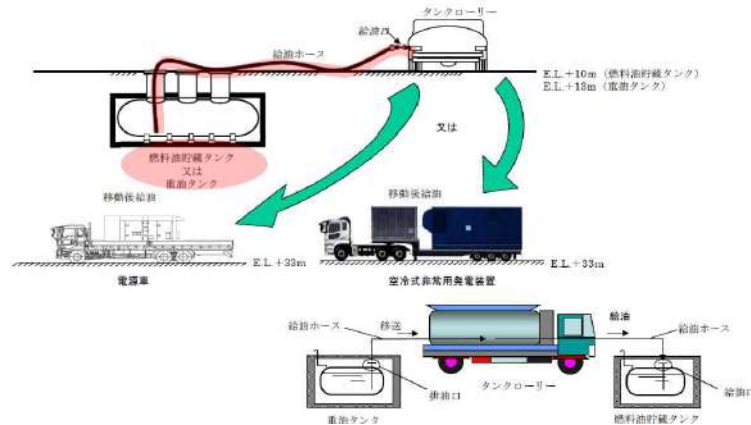 タンクローリー
給油口
給油ホース
E.L.+10m（燃料油貯蔵タンク）
E.L.+13m（重油タンク）
又は
燃料油貯蔵タンク
又は
重油タンク
移動後給油
移動後給油
E.L.+33m
E.L.+33m
電源車
空冷式非常用発電装置
給油ホース
移送
給油
給油ホース
排油口
タンクローリー
給油口
重油タンク
燃料油貯蔵タンク